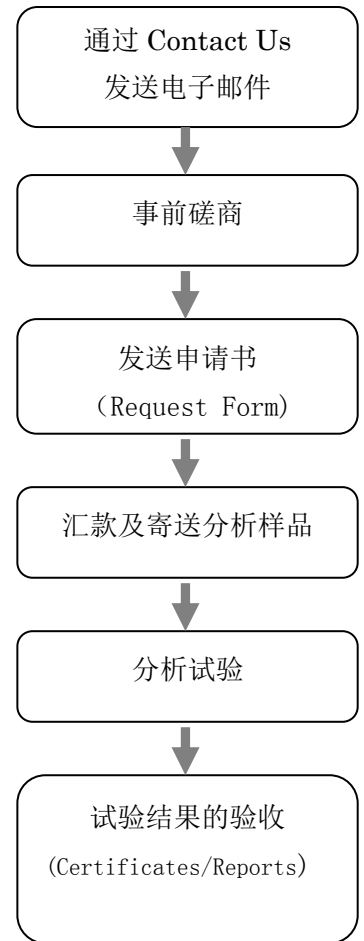 通过 Contact Us
发送电子邮件
事前磋商
发送申请书
（Request Form)
汇款及寄送分析样品
分析试验
试验结果的验收
(Certificates/Reports)